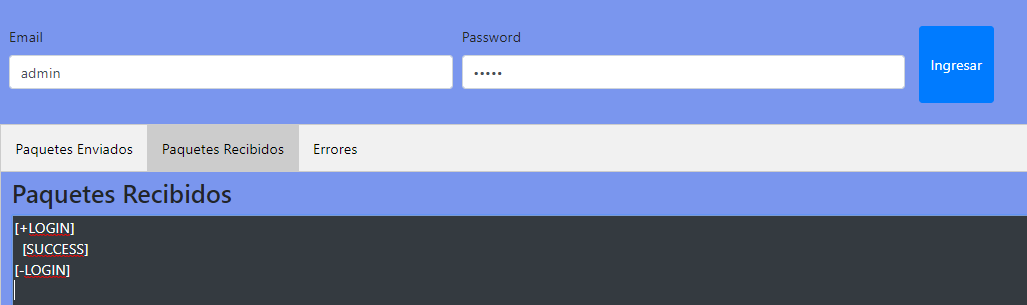 Email
Password
admin
•••••
Ingresar
Paquetes Enviados
Paquetes Recibidos
Errores
Paquetes Recibidos
[+LOGIN]
[SUCCESS]
[-LOGIN]